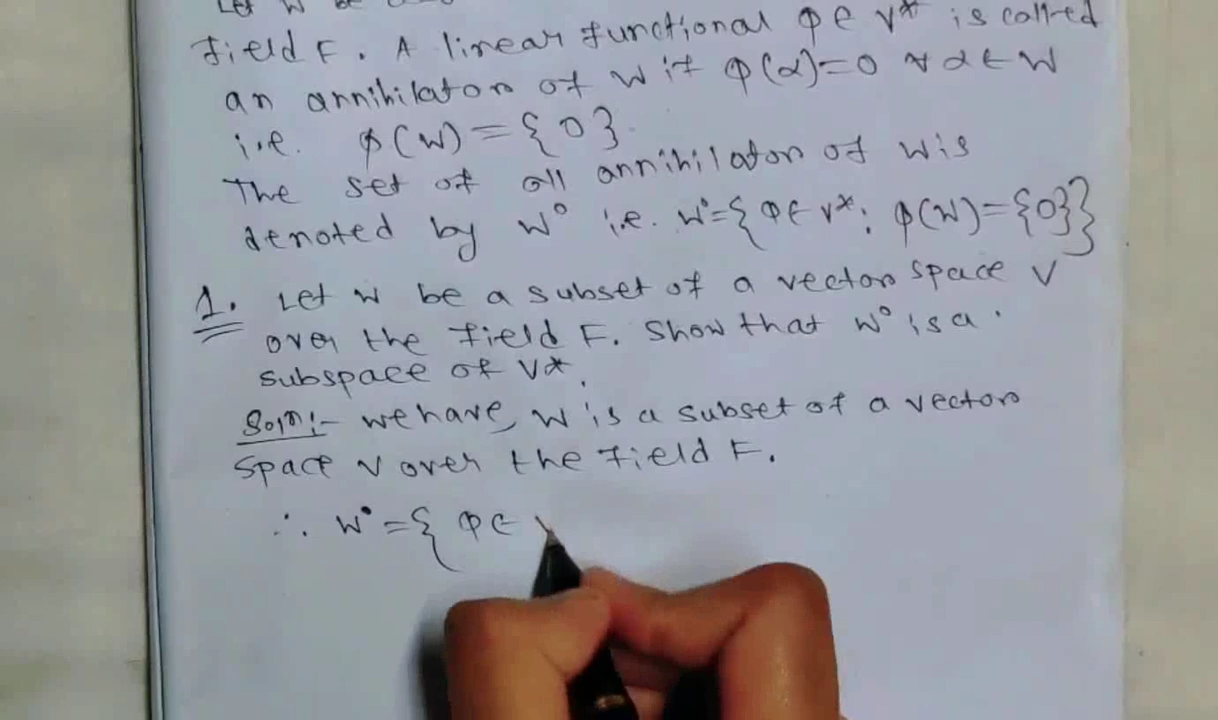 Let W be a
field F. A linear functional φ ∈ V* is called
an annihilator of W if φ(α)=0 ∀ α ∈ W
i.e. φ(W) = {0}.
The set of all annihilator of W is
denoted by W° i.e. W°={φ ∈ V*: φ(W)={0}}
1. Let W be a subset of a vector space V
over the field F. Show that W° is a
subspace of V*.
Soln:- we have, W is a subset of a vector
space V over the field F.
∴ W° = { φ ∈